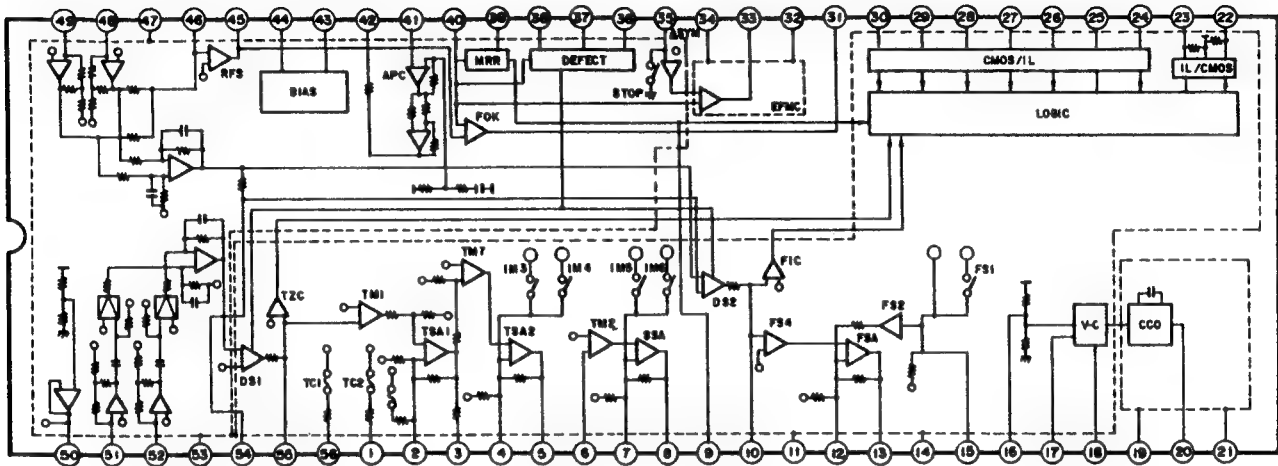 49 48 47 46 45 44 43 42 41 40 39 38 37 36 35 34 33 32 31 30 29 28 27 26 25 24 23 22
ASYM
RFS
APC
MRR
DEFECT
CMOS/IL
IL/CMOS
BIAS
STOP
EFMC
FOK
LOGIC
TM7
IM3
IM4
IM5
IM6
FIC
FS1
TZC
TM1
DS2
FS2
TSA1
TSA2
TM2
SSA
FS4
FSA
V-C
CCO
DS1
TC1
TC2
50 51 52 53 54 55 56 1 2 3 4 5 6 7 8 9 10 11 12 13 14 15 16 17 18 19 20 21